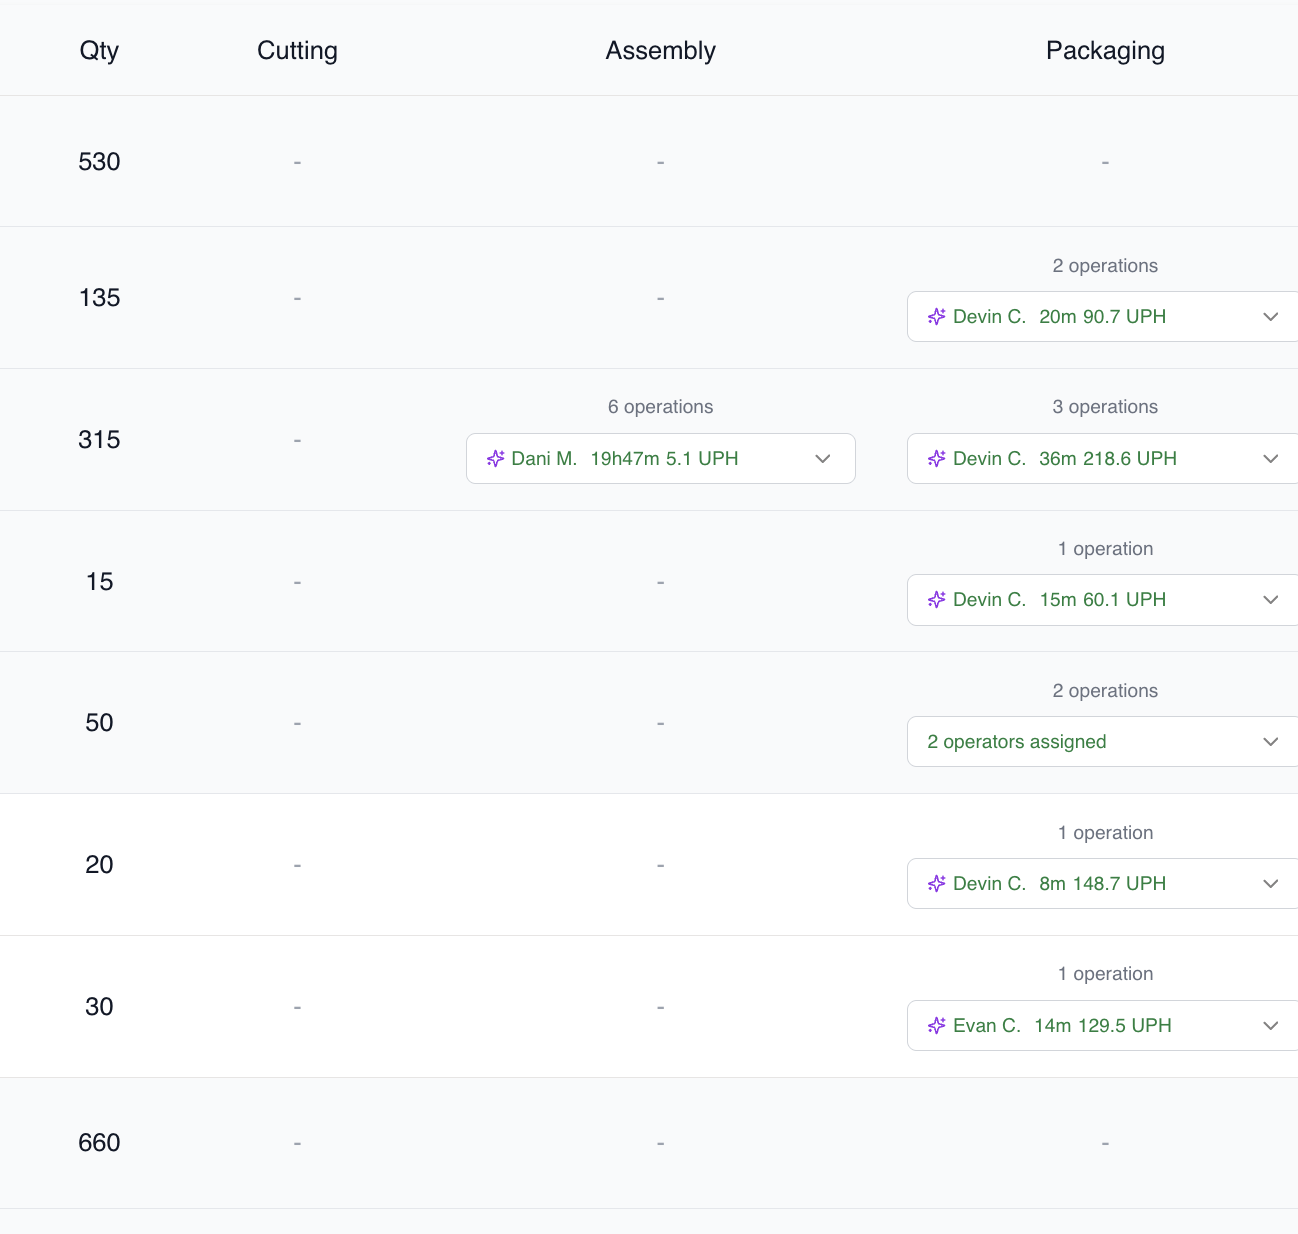 Qty Cutting Assembly Packaging
530 - - -
2 operations
135 - -
Devin C. 20m 90.7 UPH
6 operations 3 operations
315 -
Dani M. 19h47m 5.1 UPH Devin C. 36m 218.6 UPH
1 operation
15 - -
Devin C. 15m 60.1 UPH
2 operations
50 - -
2 operators assigned
1 operation
20 - -
Devin C. 8m 148.7 UPH
1 operation
30 - -
Evan C. 14m 129.5 UPH
660 - - -